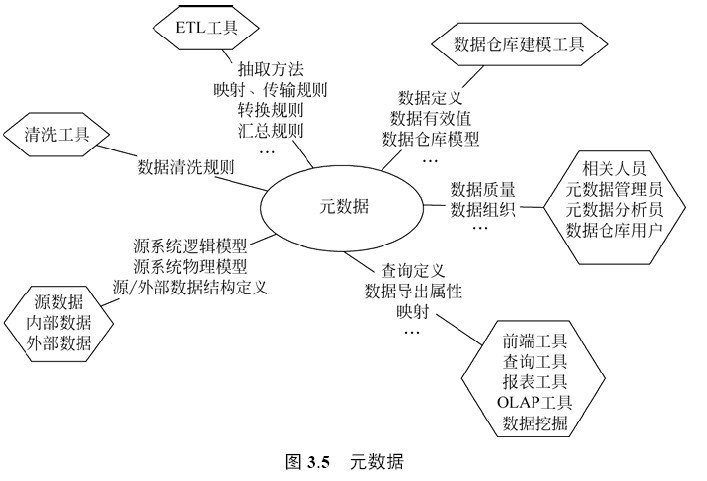 ETL工具
抽取方法
映射、传输规则
转换规则
汇总规则
…
数据仓库建模工具
数据定义
数据有效值
数据仓库模型
…
清洗工具
数据清洗规则
元数据
数据质量
数据组织
…
相关人员
元数据管理员
元数据分析员
数据仓库用户
源系统逻辑模型
源系统物理模型
源/外部数据结构定义
源数据
内部数据
外部数据
查询定义
数据导出属性
映射
…
前端工具
查询工具
报表工具
OLAP工具
数据挖掘
图 3.5 元数据